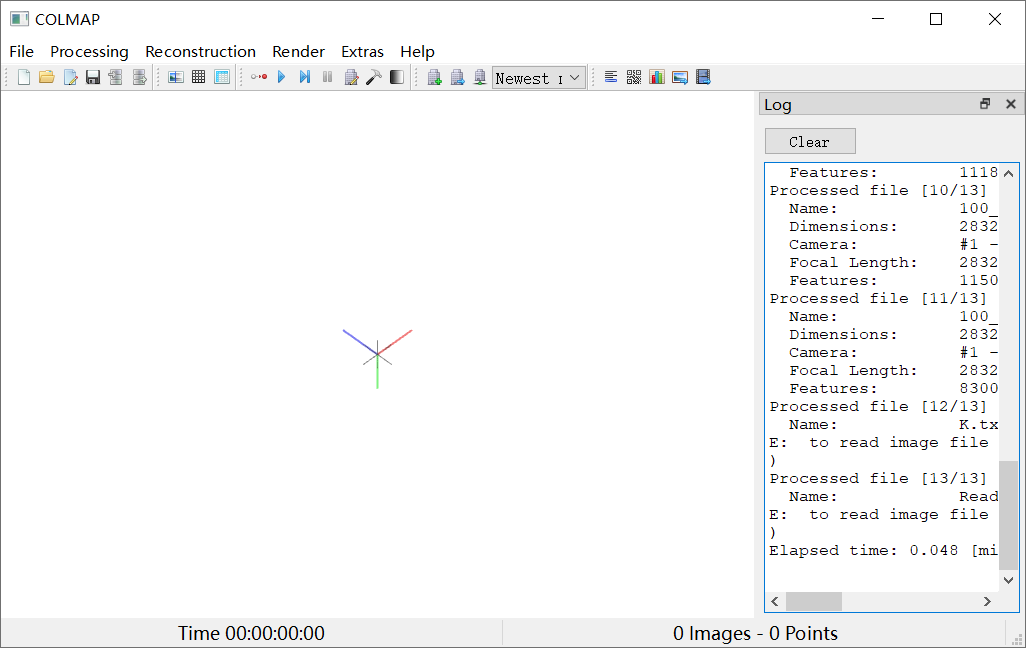 COLMAP
File Processing Reconstruction Render Extras Help
Newest
Log
Clear
Features: 1118
Processed file [10/13]
Name: 100_
Dimensions: 2832
Camera: #1 -
Focal Length: 2832
Features: 1150
Processed file [11/13]
Name: 100_
Dimensions: 2832
Camera: #1 -
Focal Length: 2832
Features: 8300
Processed file [12/13]
Name: K.tx
E: to read image file
)
Processed file [13/13]
Name: Read
E: to read image file
)
Elapsed time: 0.048 [mi
Time 00:00:00:00
0 Images - 0 Points